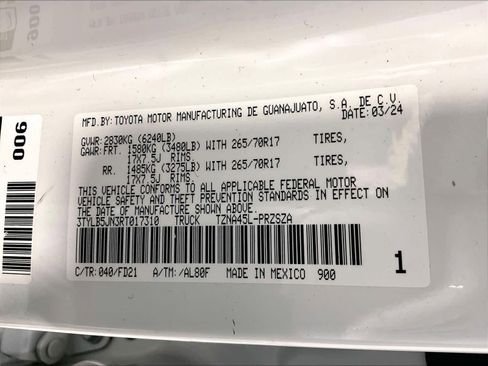 MFD.BY: TOYOTA MOTOR MANUFACTURING DE GUANAJUATO, S.A. DE C.V.
DATE: 03/24
GVWR: 2830KG (6240LB)
GAWR: FRT. 1580KG (3480LB) WITH 265/70R17 TIRES,
17X7.5J RIMS.
RR. 1485KG (3275LB) WITH 265/70R17 TIRES,
17X7.5J RIMS.
THIS VEHICLE CONFORMS TO ALL APPLICABLE FEDERAL MOTOR
VEHICLE SAFETY AND THEFT PREVENTION STANDARDS IN EFFECT ON
THE DATE OF MANUFACTURE SHOWN ABOVE.
3TYLB5JN3RT017310 TRUCK TZNA45L-PRZSZA
C/TR: 040/FD21 A/TM: /AL80F MADE IN MEXICO 900
1
900
900